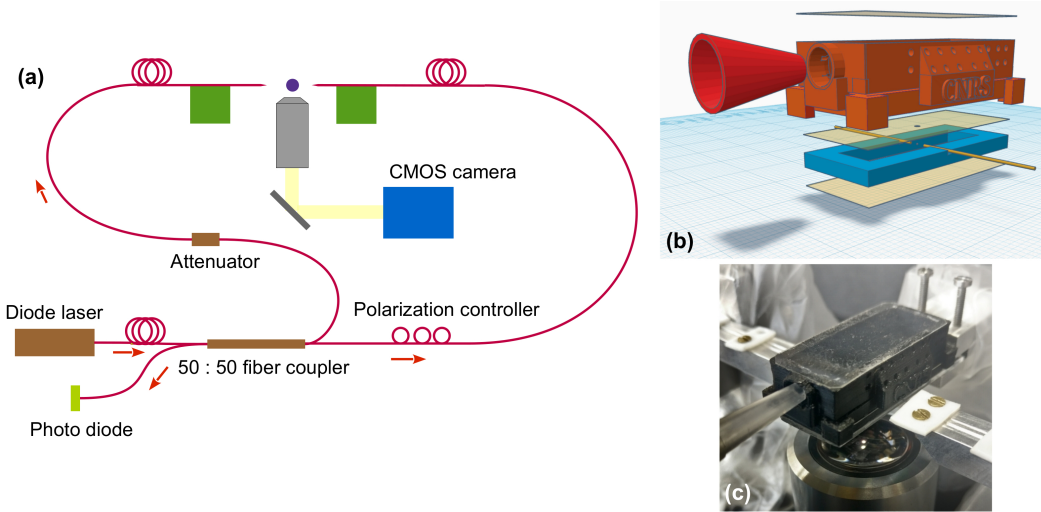 (a)
CMOS camera
Attenuator
Polarization controller
Diode laser
50 : 50 fiber coupler
Photo diode
(b)
CNRS
(c)